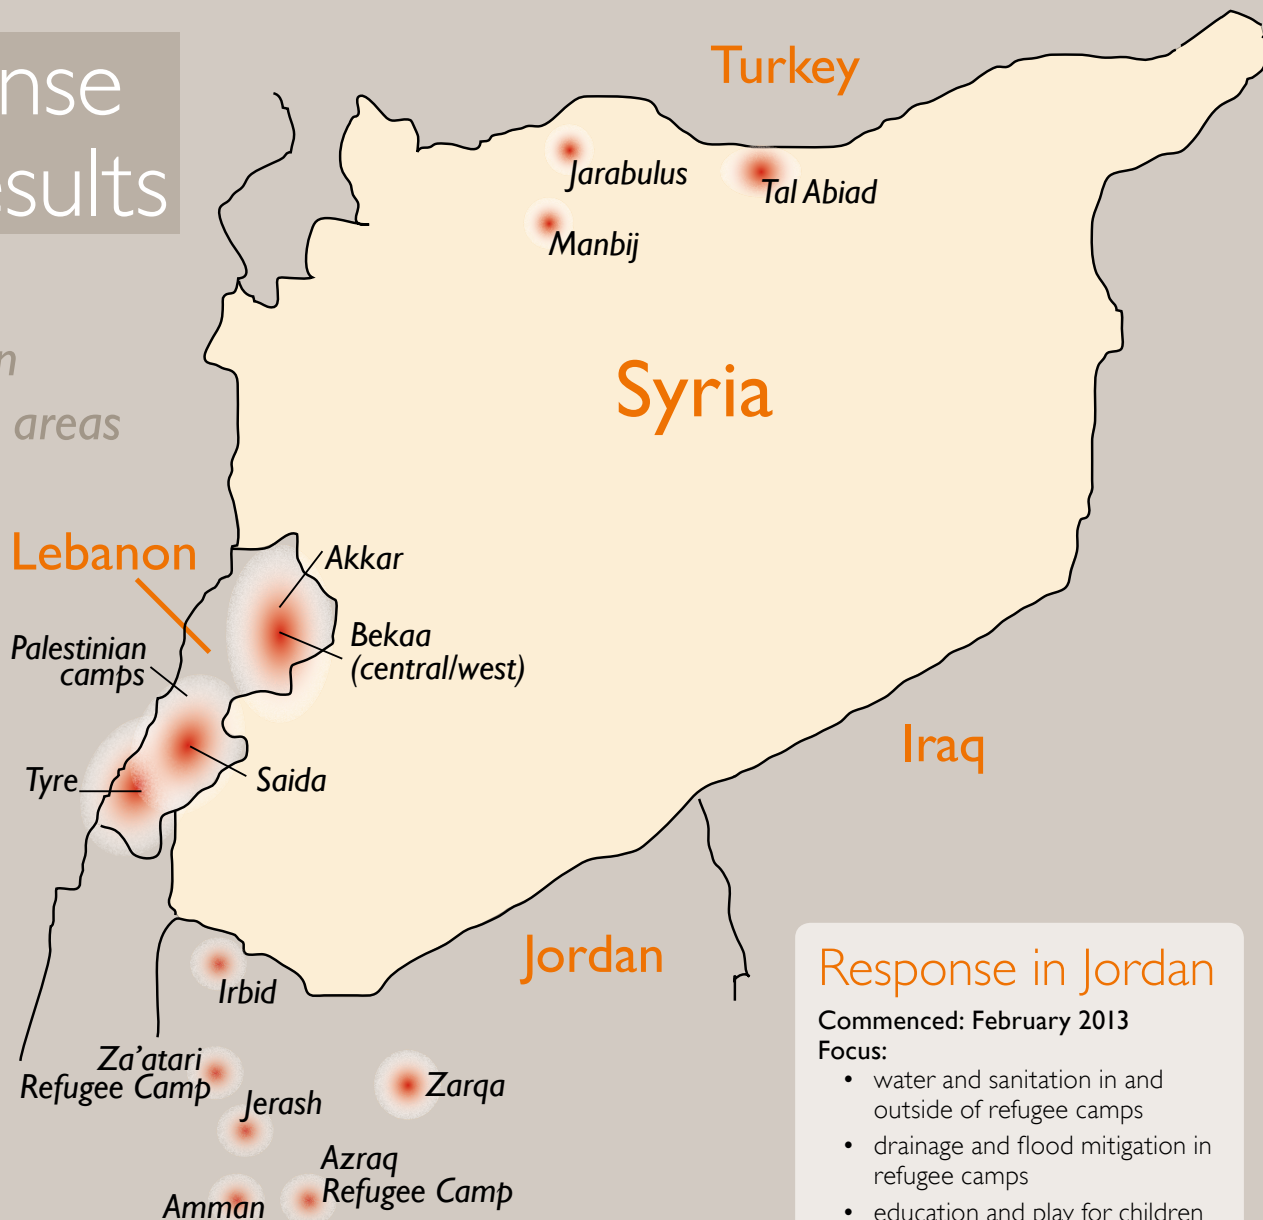 nse
esults
n
areas
Turkey
Jarabulus
Tal Abiad
Manbij
Syria
Lebanon
Akkar
Bekaa
(central/west)
Palestinian
camps
Tyre
Saida
Iraq
Jordan
Irbid
Za’atari
Refugee Camp
Jerash
Zarqa
Azraq
Refugee Camp
Amman
Response in Jordan
Commenced: February 2013
Focus:
• water and sanitation in and
outside of refugee camps
• drainage and flood mitigation in
refugee camps
• education and play for children